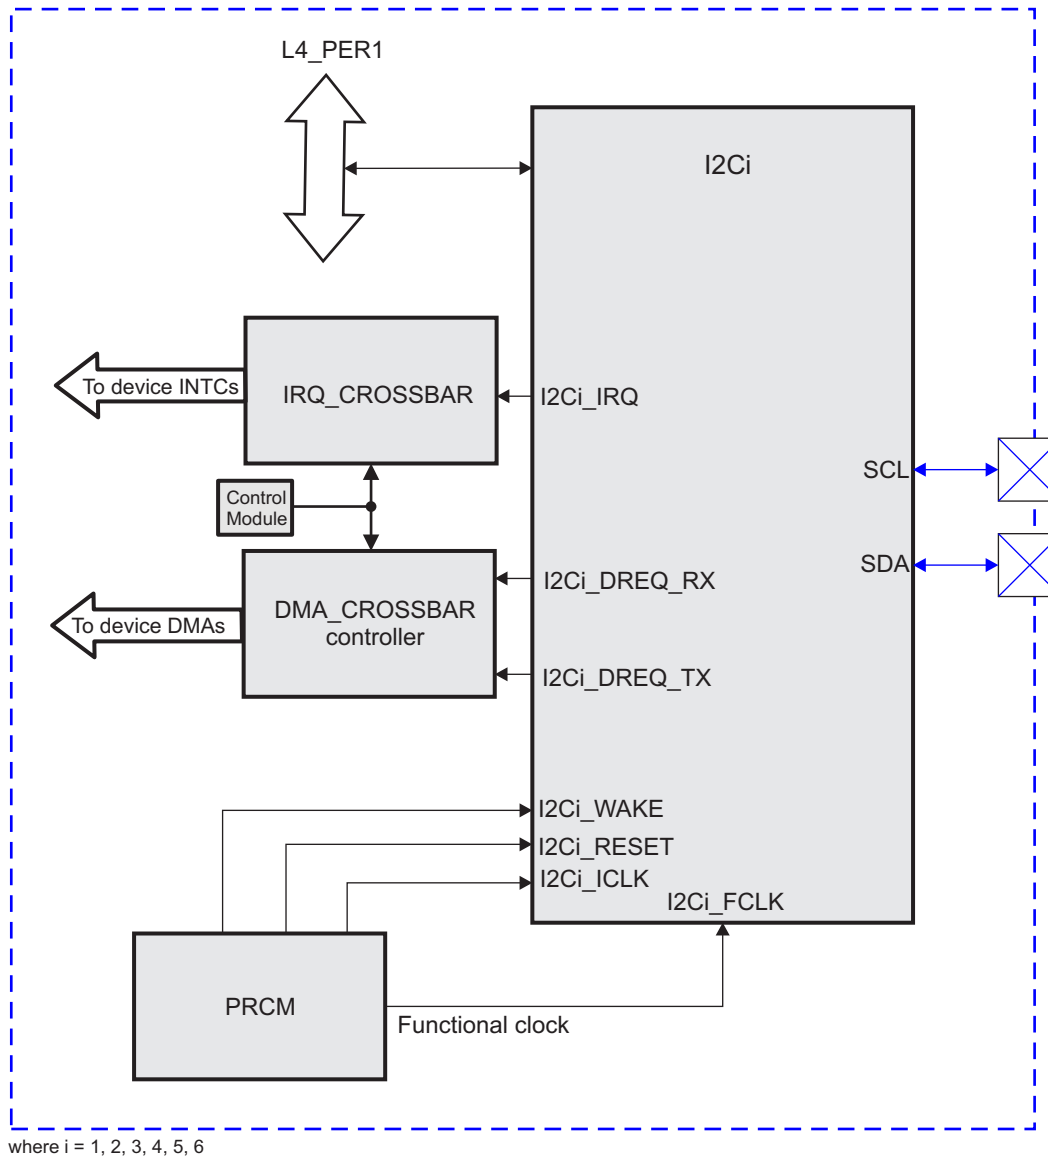 L4_PER1
I2Ci
To device INTCs
IRQ_CROSSBAR
I2Ci_IRQ
SCL
Control
Module
SDA
I2Ci_DREQ_RX
DMA_CROSSBAR
controller
To device DMAs
I2Ci_DREQ_TX
I2Ci_WAKE
I2Ci_RESET
I2Ci_ICLK
I2Ci_FCLK
PRCM
Functional clock
where i = 1, 2, 3, 4, 5, 6